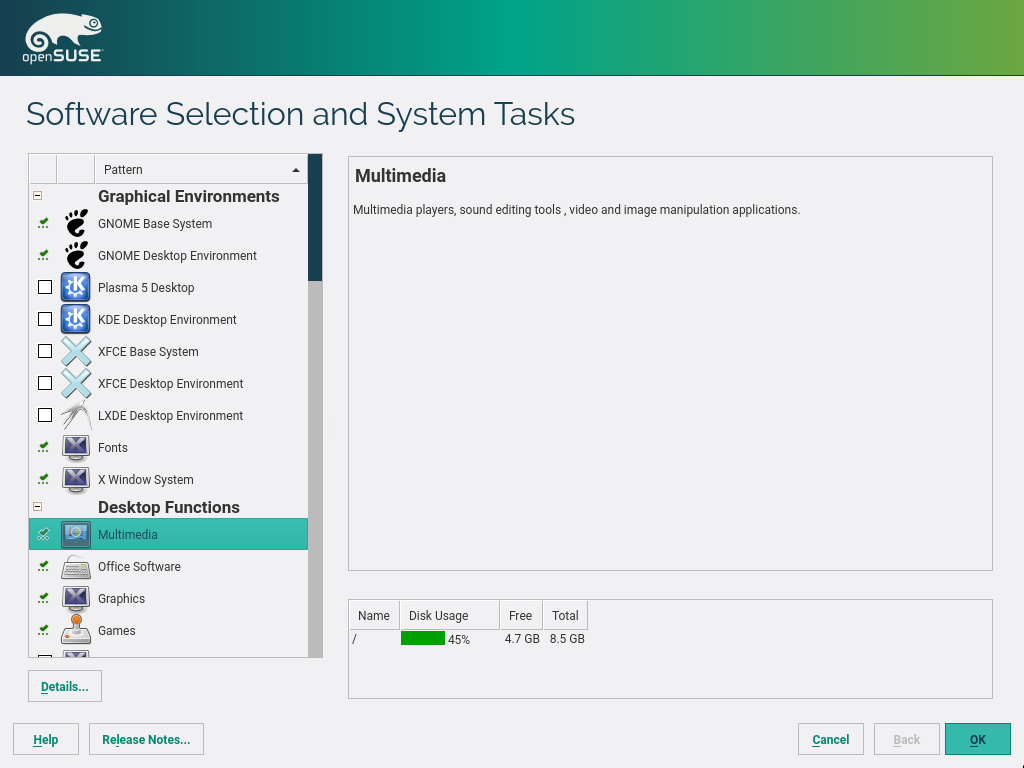 openSUSE
Software Selection and System Tasks
Pattern
Graphical Environments
GNOME Base System
GNOME Desktop Environment
Plasma 5 Desktop
KDE Desktop Environment
XFCE Base System
XFCE Desktop Environment
LXDE Desktop Environment
Fonts
X Window System
Desktop Functions
Multimedia
Office Software
Graphics
Games
Details...
Multimedia
Multimedia players, sound editing tools , video and image manipulation applications.
Name Disk Usage Free Total
/ 45% 4.7 GB 8.5 GB
Help Release Notes... Cancel Back OK